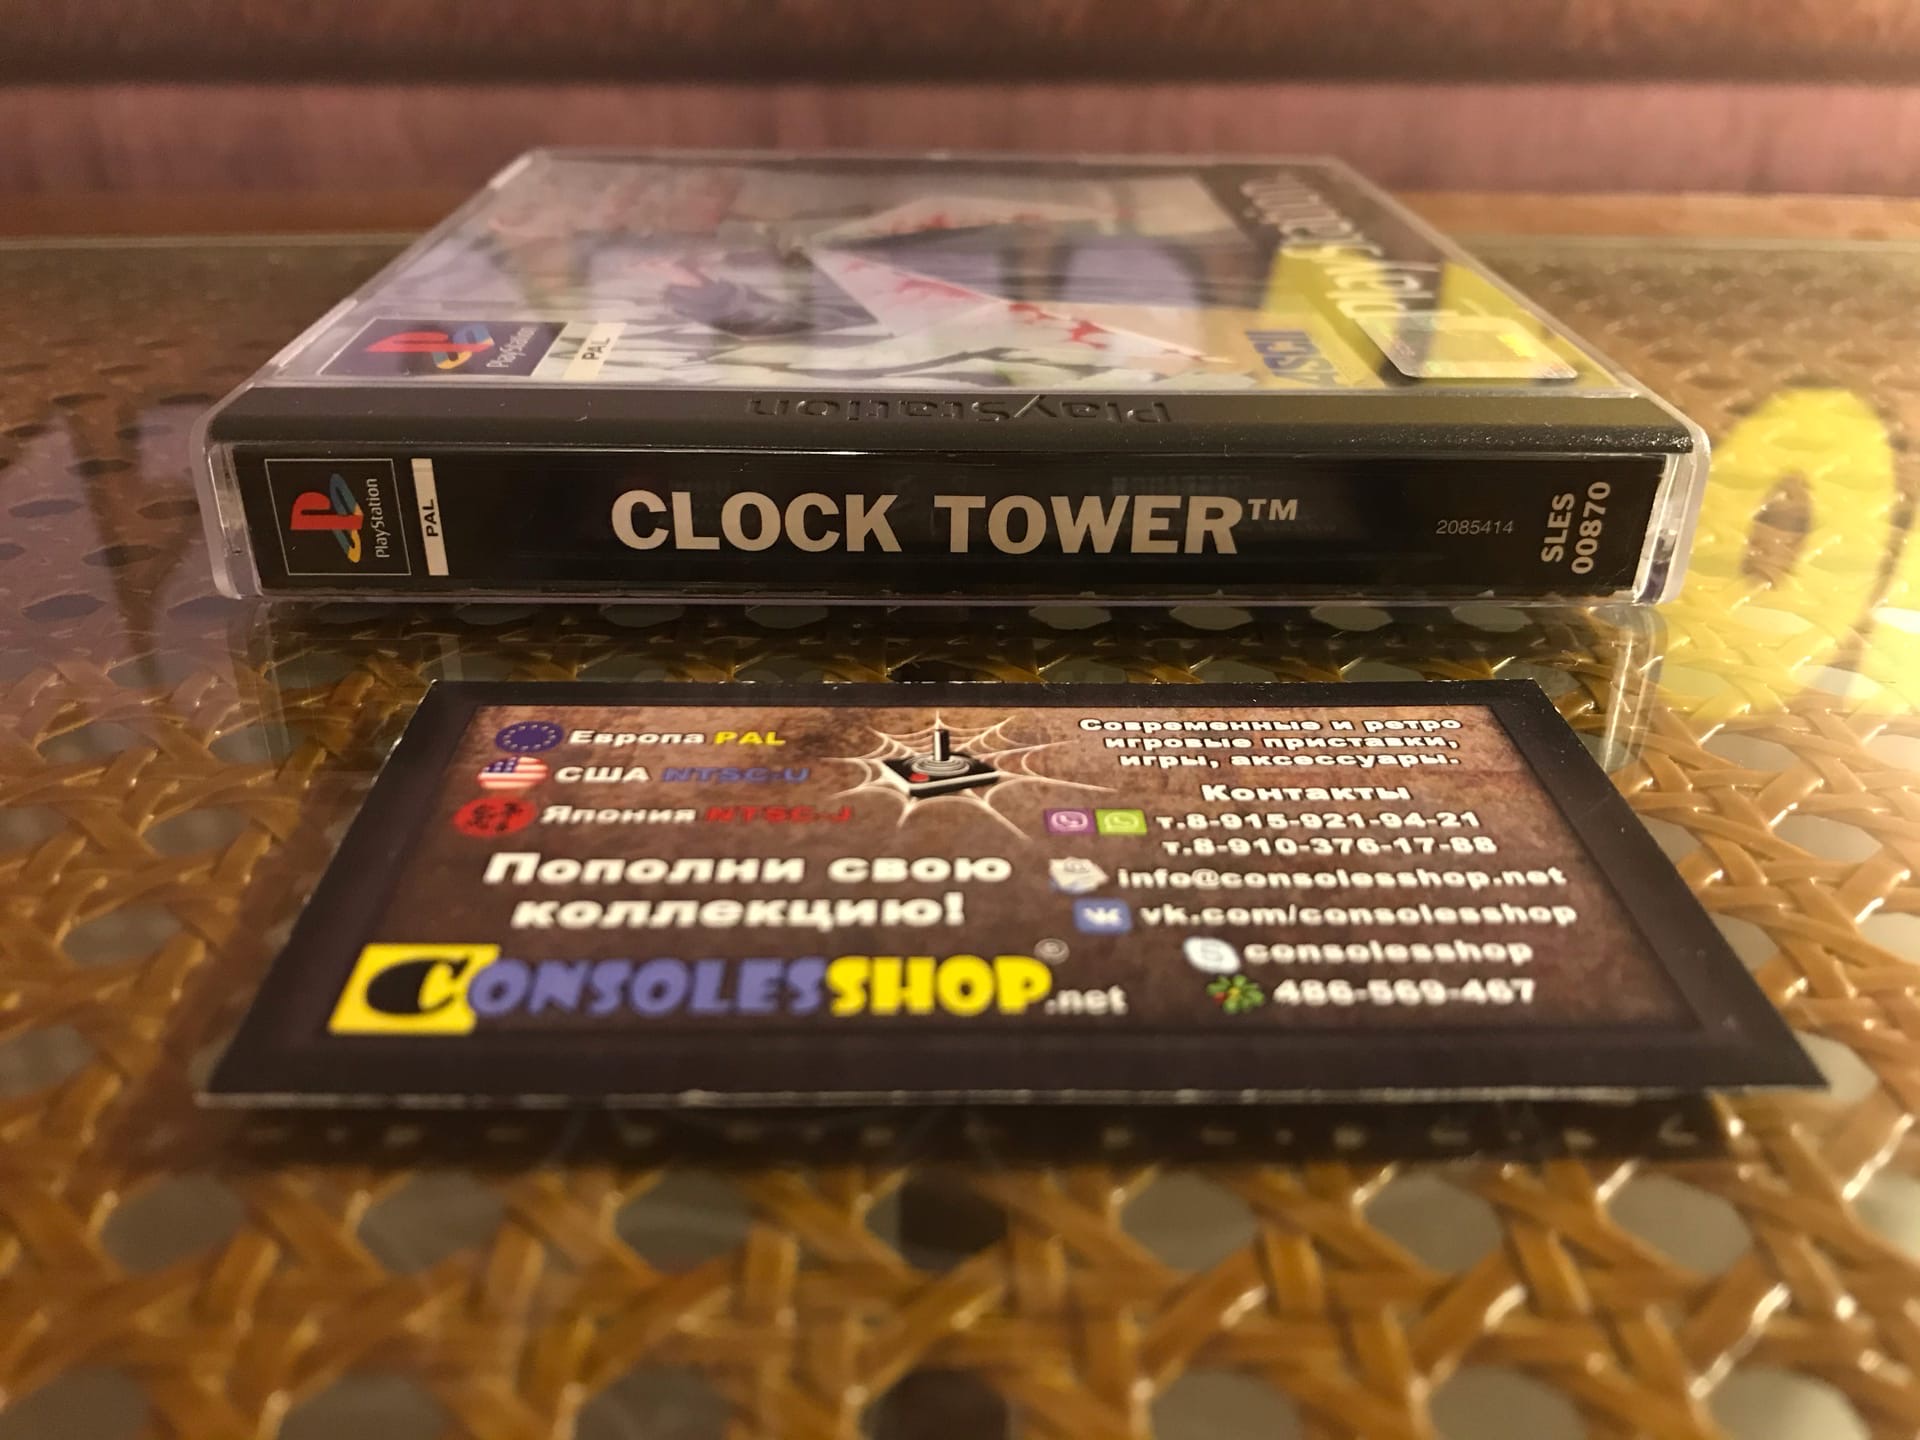 PlayStation
PAL
ASCII
PlayStation
PlayStation
PlayStation
PAL
CLOCK TOWER™
2085414
SLES
00870
Европа PAL
США NTSC-U
Япония NTSC-J
Пополни свою
коллекцию!
CONSOLESSHOP®.net
Современные и ретро
игровые приставки,
игры, аксессуары.
Контакты
т.8-915-921-94-21
т.8-910-376-17-88
info@consolesshop.net
vk.com/consolesshop
consolesshop
486-569-467